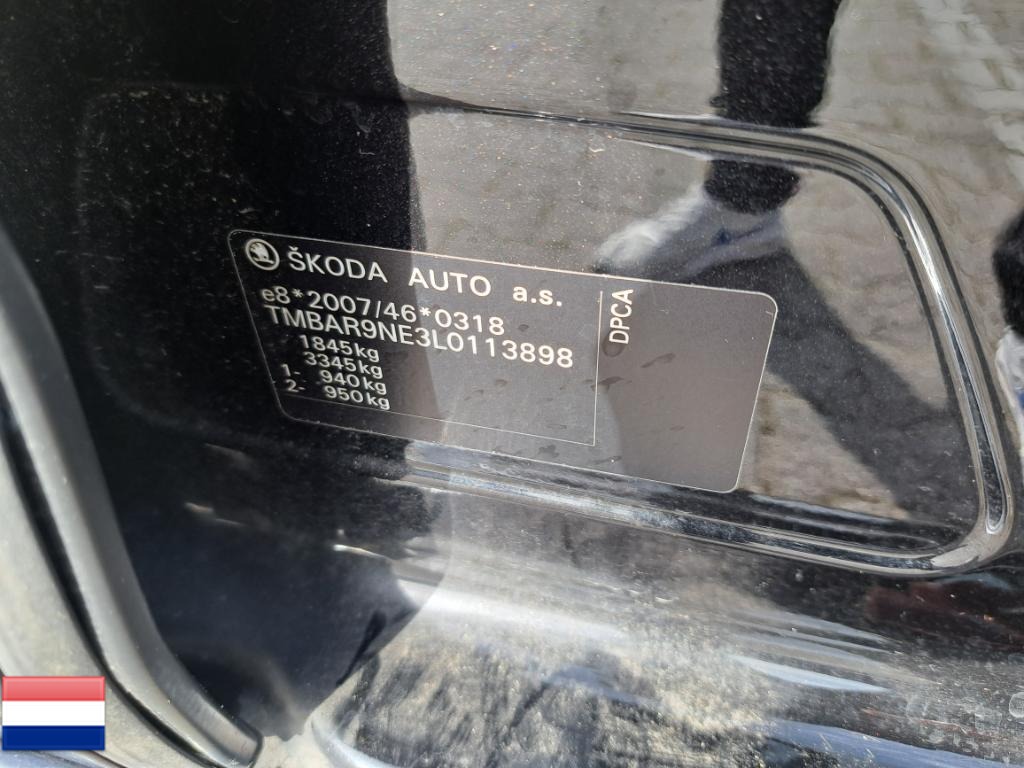 ŠKODA AUTO a.s.
e8*2007/46*0318
TMBAR9NE3L0113898
1845kg
3345kg
1- 940kg
2- 950kg
DPCA